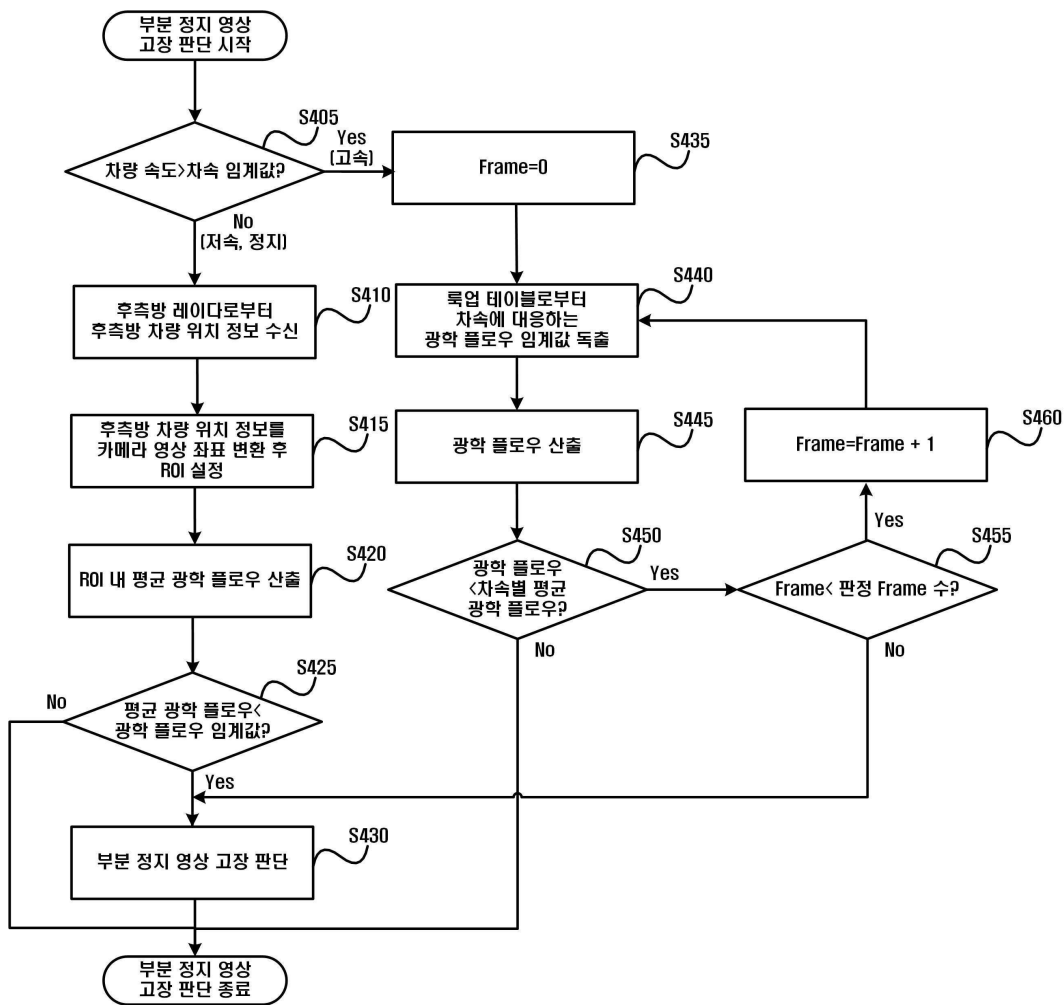 부분 정지 영상
고장 판단 시작
S405
차량 속도>차속 임계값?
Yes
(고속)
No
(저속, 정지)
S435
Frame=0
S410
후측방 레이다로부터
후측방 차량 위치 정보 수신
S440
룩업 테이블로부터
차속에 대응하는
광학 플로우 임계값 독출
S415
후측방 차량 위치 정보를
카메라 영상 좌표 변환 후
ROI 설정
S445
광학 플로우 산출
S460
Frame=Frame + 1
S420
ROI 내 평균 광학 플로우 산출
S450
광학 플로우
<차속별 평균
광학 플로우?
Yes
No
S455
Frame< 판정 Frame 수?
Yes
No
S425
평균 광학 플로우<
광학 플로우 임계값?
No
Yes
S430
부분 정지 영상 고장 판단
부분 정지 영상
고장 판단 종료